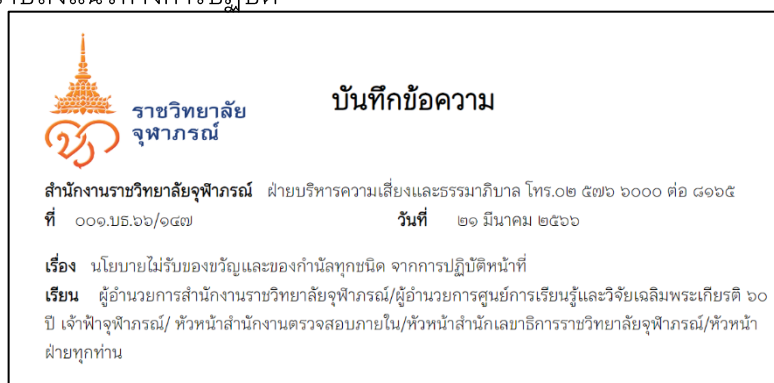 บันทึกข้อความ
ราชวิทยาลัย
จุฬาภรณ์
สำนักงานราชวิทยาลัยจุฬาภรณ์ ฝ่ายบริหารความเสี่ยงและธรรมาภิบาล โทร.๐๒ ๕๗๖ ๖๐๐๐ ต่อ ๘๑๖๕
ที่ ๐๐๑.บธ.๖๖/๑๔๗ วันที่ ๒๑ มีนาคม ๒๕๖๖
เรื่อง นโยบายไม่รับของขวัญและของกำนัลทุกชนิด จากการปฏิบัติหน้าที่
เรียน ผู้อำนวยการสำนักงานราชวิทยาลัยจุฬาภรณ์/ผู้อำนวยการศูนย์การเรียนรู้และวิจัยเฉลิมพระเกียรติ ๖๐
ปี เจ้าฟ้าจุฬาภรณ์/ หัวหน้าสำนักงานตรวจสอบภายใน/หัวหน้าสำนักเลขาธิการราชวิทยาลัยจุฬาภรณ์/หัวหน้า
ฝ่ายทุกท่าน